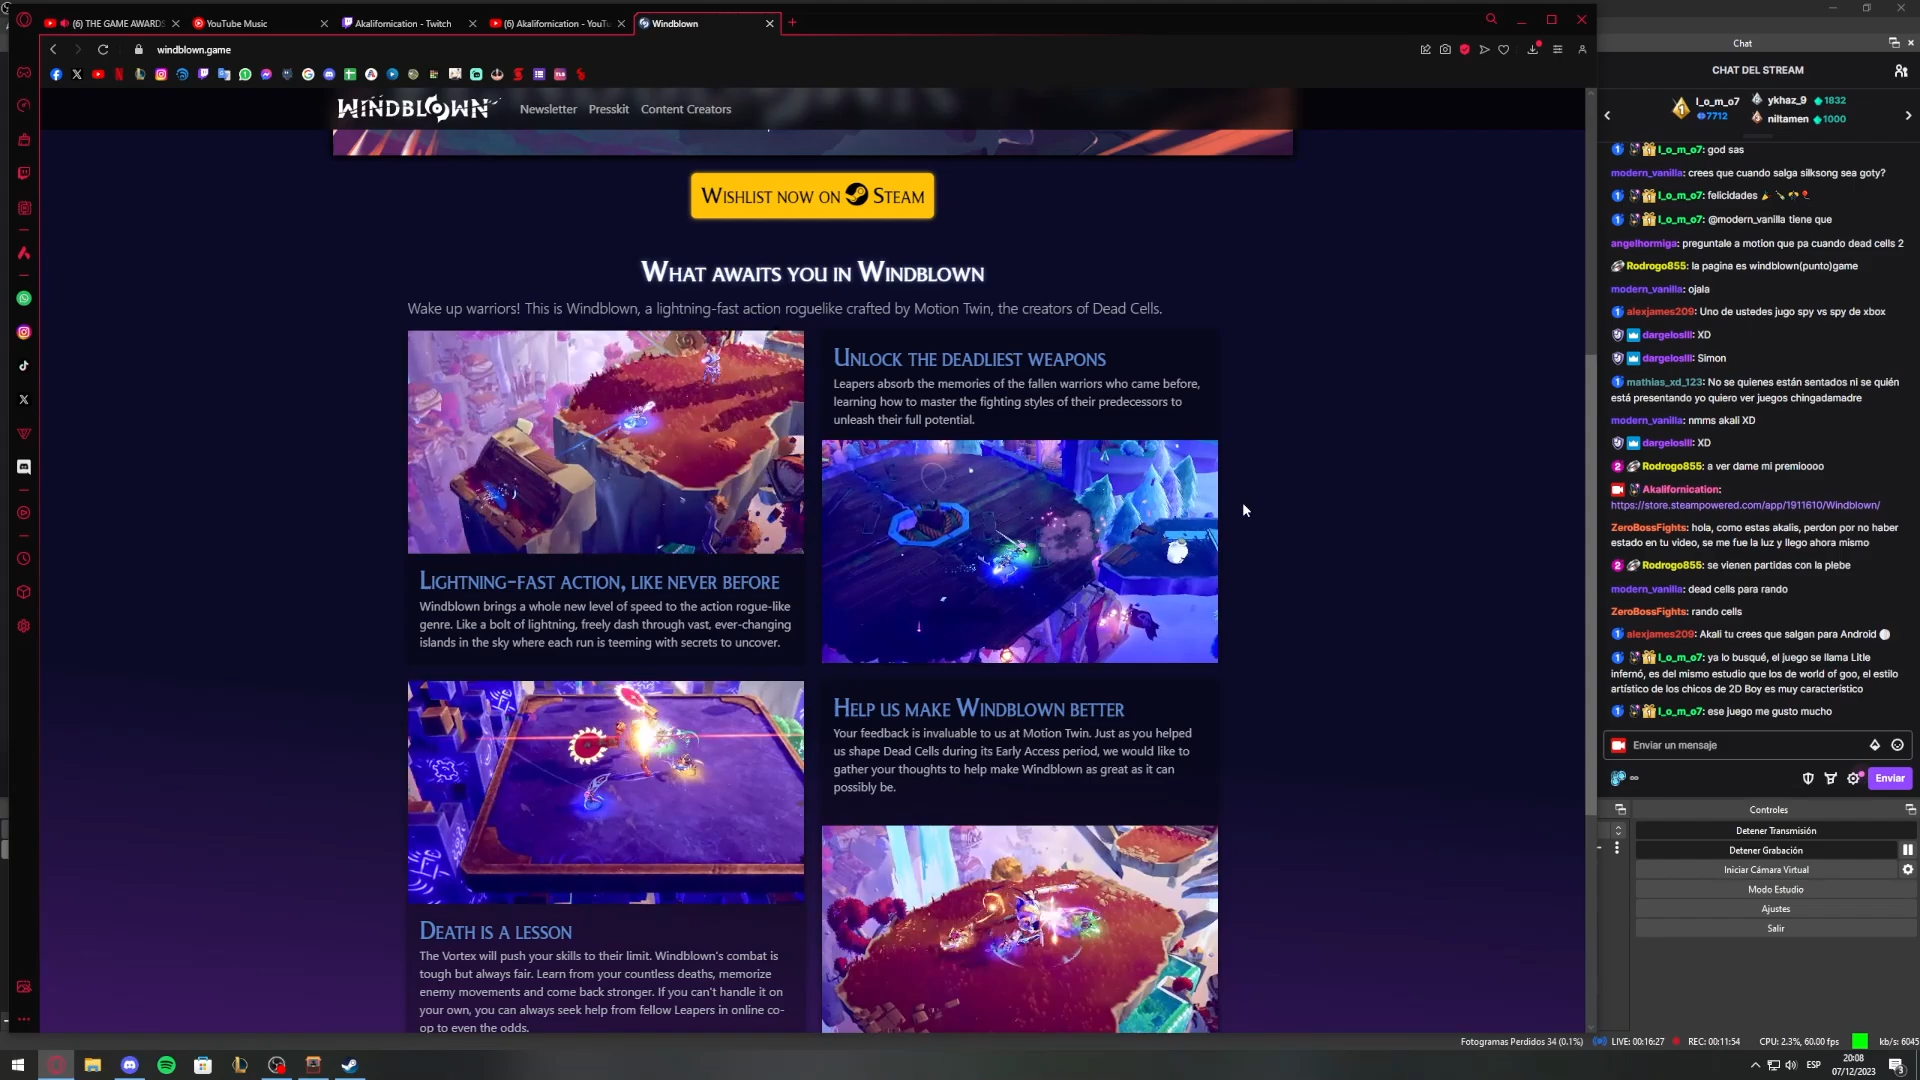 (6) THE GAME AWARDS
YouTube Music
Akalifornication - Twitch
(6) Akalifornication - YouTu
Windblown
windblown.game
WINDBLOWN
Newsletter
Presskit
Content Creators
WISHLIST NOW ON STEAM
WHAT AWAITS YOU IN WINDBLOWN
Wake up warriors! This is Windblown, a lightning-fast action roguelike crafted by Motion Twin, the creators of Dead Cells.
LIGHTNING-FAST ACTION, LIKE NEVER BEFORE
Windblown brings a whole new level of speed to the action rogue-like
genre. Like a bolt of lightning, freely dash through vast, ever-changing
islands in the sky where each run is teeming with secrets to uncover.
UNLOCK THE DEADLIEST WEAPONS
Leapers absorb the memories of the fallen warriors who came before,
learning how to master the fighting styles of their predecessors to
unleash their full potential.
DEATH IS A LESSON
The Vortex will push your skills to their limit. Windblown's combat is
tough but always fair. Learn from your countless deaths, memorize
enemy movements and come back stronger. If you can't handle it on
your own, you can always seek help from fellow Leapers in online co-
op to even the odds.
HELP US MAKE WINDBLOWN BETTER
Your feedback is invaluable to us at Motion Twin. Just as you helped
us shape Dead Cells during its Early Access period, we would like to
gather your thoughts to help make Windblown as great as it can
possibly be.
Chat
CHAT DEL STREAM
1 l_o_m_o7 7712
ykhaz_9 1832
niltamen 1000
l_o_m_o7: god sas
modern_vanilla: crees que cuando salga silksong sea goty?
l_o_m_o7: felicidades
l_o_m_o7: @modern_vanilla tiene que
angelhormiga: preguntale a motion que pa cuando dead cells 2
Rodrogo855: la pagina es windblown(punto)game
modern_vanilla: ojala
alexjames209: Uno de ustedes jugo spy vs spy de xbox
dargeloslll: XD
dargeloslll: Simon
mathias_xd_123: No se quienes están sentados ni se quién
está presentando yo quiero ver juegos chingadamadre
modern_vanilla: nmms akali XD
dargeloslll: XD
Rodrogo855: a ver dame mi premioooo
Akalifornication:
https://store.steampowered.com/app/1911610/Windblown/
ZeroBossFights: hola, como estas akalis, perdon por no haber
estado en tu video, se me fue la luz y llego ahora mismo
Rodrogo855: se vienen partidas con la plebe
modern_vanilla: dead cells para rando
ZeroBossFights: rando cells
alexjames209: Akali tu crees que salgan para Android
l_o_m_o7: ya lo busqué, el juego se llama Litle
infernó, es del mismo estudio que los de world of goo, el estilo
artístico de los chicos de 2D Boy es muy característico
l_o_m_o7: ese juego me gusto mucho
Enviar un mensaje
Enviar
Controles
Detener Transmisión
Detener Grabación
Iniciar Cámara Virtual
Modo Estudio
Ajustes
Salir
Fotogramas Perdidos 34 (0.1%)
LIVE: 00:16:27
REC: 00:11:54
CPU: 2.3%, 60.00 fps
kb/s: 6045
ESP
20:08
07/12/2023
3